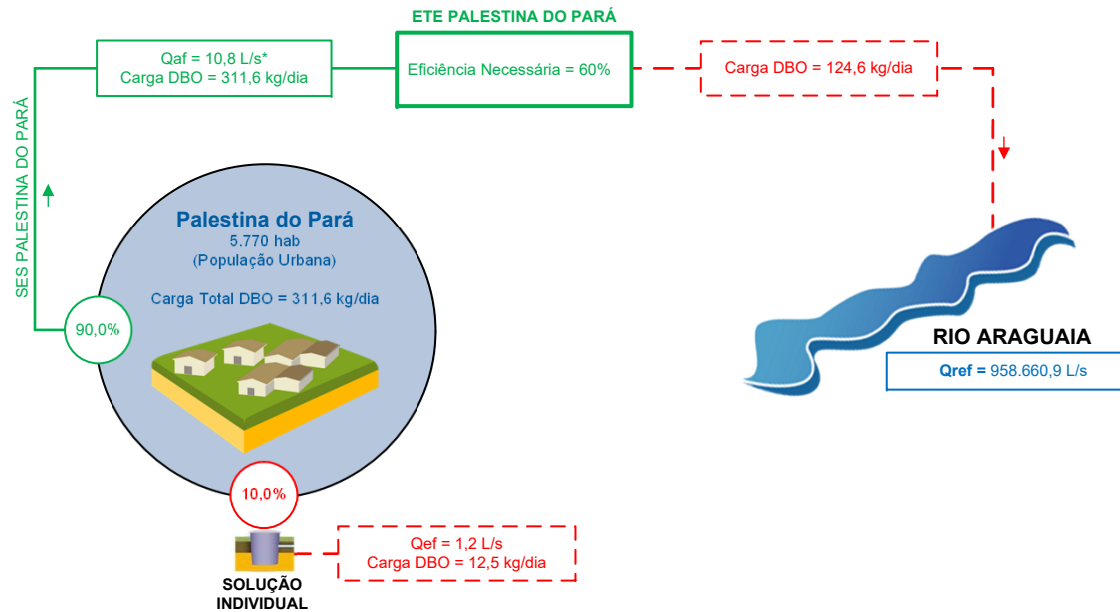 ETE PALESTINA DO PARÁ
Qaf = 10,8 L/s*
Carga DBO = 311,6 kg/dia
Eficiência Necessária = 60%
Carga DBO = 124,6 kg/dia
SES PALESTINA DO PARÁ
Palestina do Pará
5.770 hab
(População Urbana)
Carga Total DBO = 311,6 kg/dia
90,0%
RIO ARAGUAIA
Qref = 958.660,9 L/s
10,0%
Qef = 1,2 L/s
Carga DBO = 12,5 kg/dia
SOLUÇÃO
INDIVIDUAL